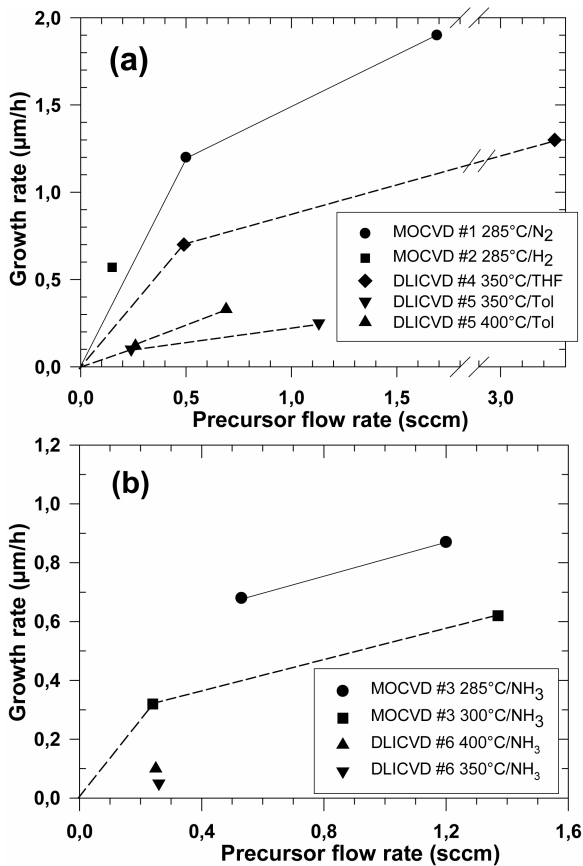 (a)
Growth rate (µm/h)
2,0
1,5
1,0
0,5
0,0
MOCVD #1 285°C/N2
MOCVD #2 285°C/H2
DLICVD #4 350°C/THF
DLICVD #5 350°C/Tol
DLICVD #5 400°C/Tol
0,0 0,5 1,0 1,5 3,0
Precursor flow rate (sccm)
(b)
Growth rate (µm/h)
1,2
1,0
0,8
0,6
0,4
0,2
0,0
MOCVD #3 285°C/NH3
MOCVD #3 300°C/NH3
DLICVD #6 400°C/NH3
DLICVD #6 350°C/NH3
0,0 0,4 0,8 1,2 1,6
Precursor flow rate (sccm)